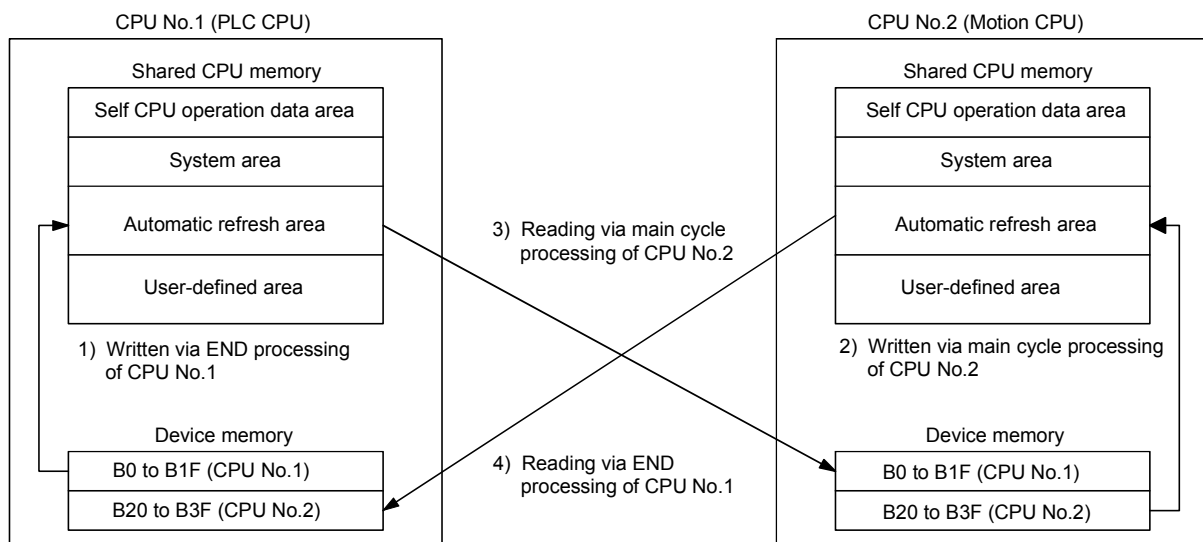 CPU No.1 (PLC CPU)
CPU No.2 (Motion CPU)
Shared CPU memory
Self CPU operation data area
System area
Automatic refresh area
User-defined area
1) Written via END processing
of CPU No.1
Device memory
B0 to B1F (CPU No.1)
B20 to B3F (CPU No.2)
3) Reading via main cycle
processing of CPU No.2
4) Reading via END
processing of CPU No.1
Shared CPU memory
Self CPU operation data area
System area
Automatic refresh area
User-defined area
2) Written via main cycle processing
of CPU No.2
Device memory
B0 to B1F (CPU No.1)
B20 to B3F (CPU No.2)